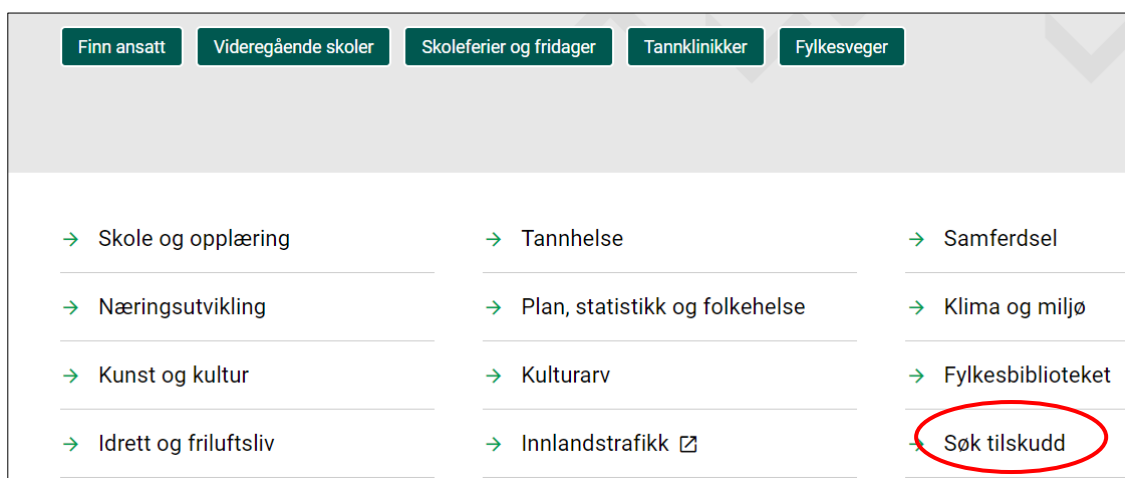 Finn ansatt Videregående skoler Skoleferier og fridager Tannklinikker Fylkesveger
Skole og opplæring Tannhelse Samferdsel
Næringsutvikling Plan, statistikk og folkehelse Klima og miljø
Kunst og kultur Kulturarv Fylkesbiblioteket
Idrett og friluftsliv Innlandstrafikk Søk tilskudd